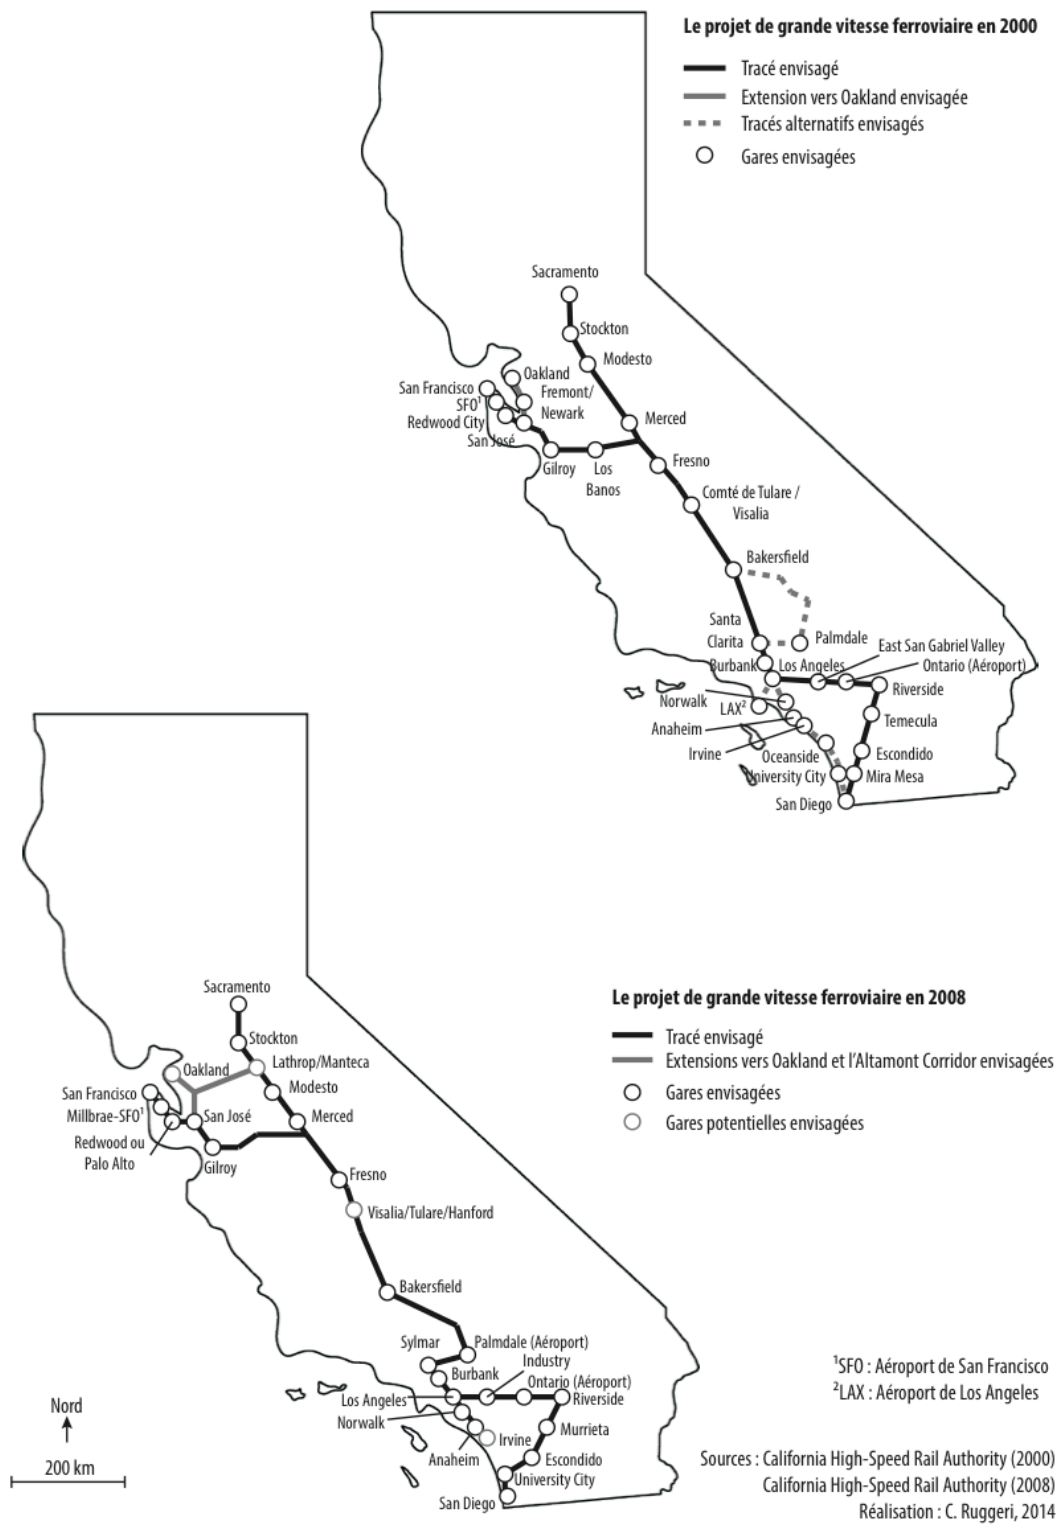 Le projet de grande vitesse ferroviaire en 2000
Tracé envisagé
Extension vers Oakland envisagée
Tracés alternatifs envisagés
Gares envisagées
Sacramento
Stockton
Modesto
Oakland
San Francisco
Fremont/
Newark
SFO¹
Redwood City
Merced
San José
Gilroy
Los
Banos
Fresno
Comté de Tulare /
Visalia
Bakersfield
Santa
Clarita
Palmdale
East San Gabriel Valley
Burbank
Los Angeles
Ontario (Aéroport)
Riverside
Norwalk
LAX²
Temecula
Anaheim
Irvine
Oceanside
Escondido
University City
Mira Mesa
San Diego
Le projet de grande vitesse ferroviaire en 2008
Tracé envisagé
Extensions vers Oakland et l'Altamont Corridor envisagées
Gares envisagées
Gares potentielles envisagées
Sacramento
Stockton
Lathrop/Manteca
Oakland
Modesto
San Francisco
Millbrae-SFO¹
San José
Merced
Redwood ou
Palo Alto
Gilroy
Fresno
Visalia/Tulare/Hanford
Bakersfield
Sylmar
Palmdale (Aéroport)
Industry
Burbank
Ontario (Aéroport)
Los Angeles
Riverside
Norwalk
Murrieta
Irvine
Anaheim
Escondido
University City
San Diego
Nord
200 km
¹SFO : Aéroport de San Francisco
²LAX : Aéroport de Los Angeles
Sources : California High-Speed Rail Authority (2000)
California High-Speed Rail Authority (2008)
Réalisation : C. Ruggeri, 2014